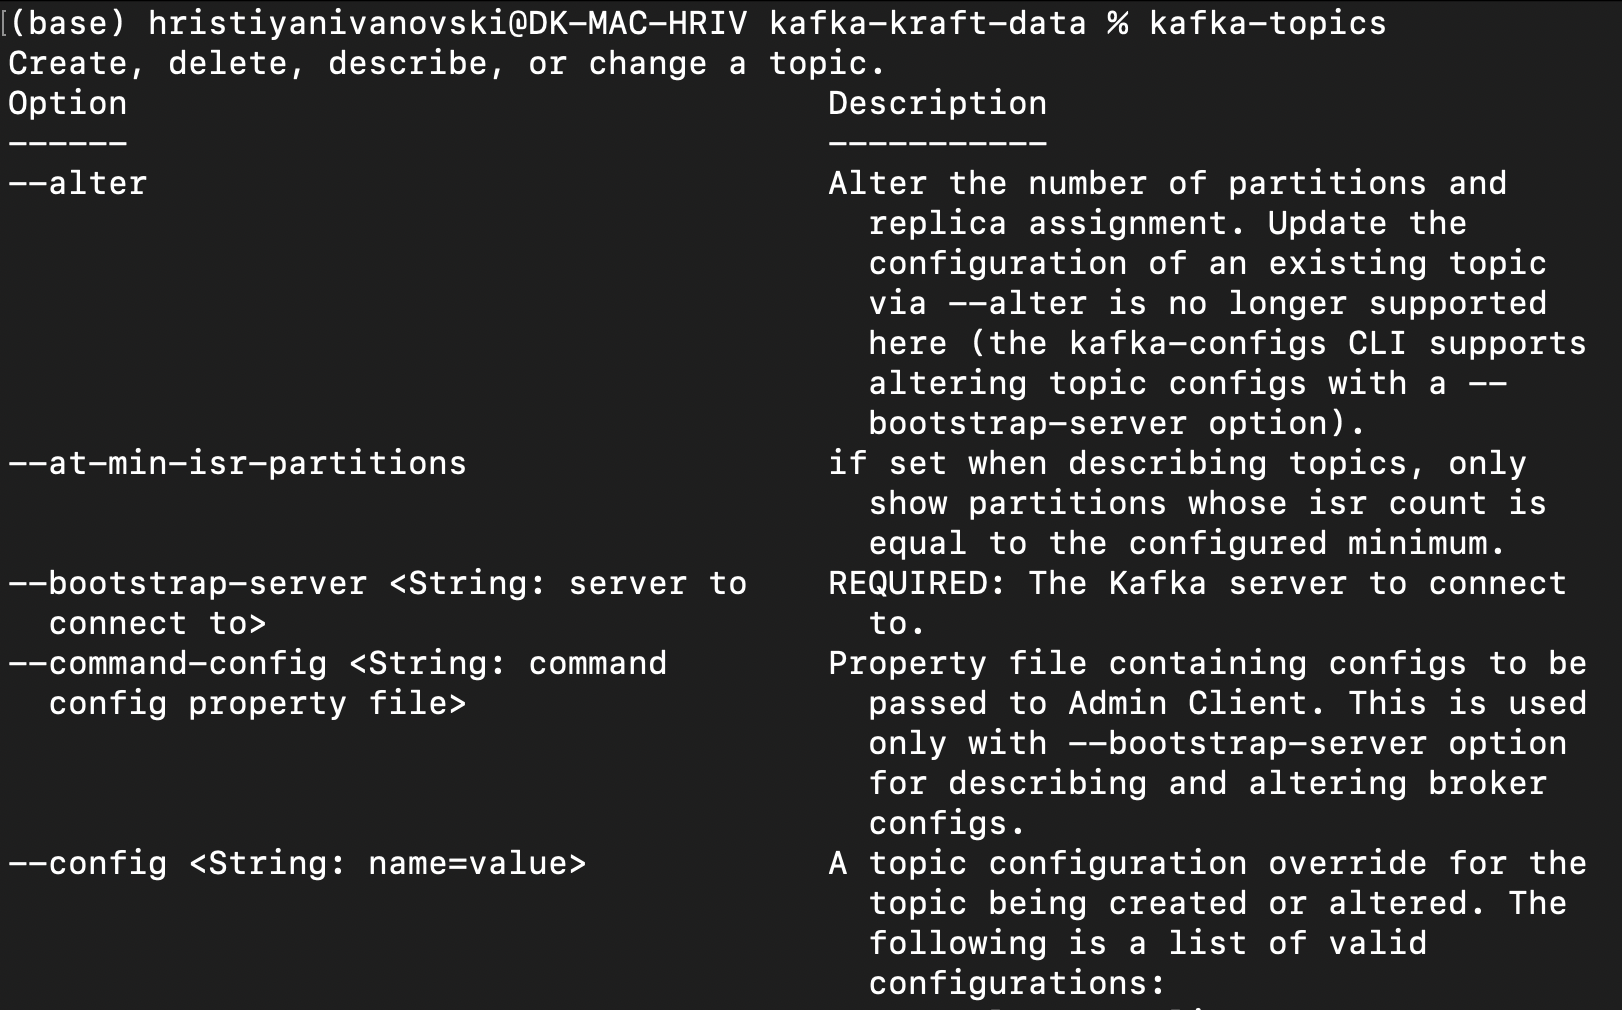 (base) hristiyanivanovski@DK-MAC-HRIV kafka-kraft-data % kafka-topics
Create, delete, describe, or change a topic.
Option                                   Description
------                                   -----------
--alter                                  Alter the number of partitions and
                                           replica assignment. Update the
                                           configuration of an existing topic
                                           via --alter is no longer supported
                                           here (the kafka-configs CLI supports
                                           altering topic configs with a --
                                           bootstrap-server option).
--at-min-isr-partitions                  if set when describing topics, only
                                           show partitions whose isr count is
                                           equal to the configured minimum.
--bootstrap-server <String: server to    REQUIRED: The Kafka server to connect
  connect to>                              to.
--command-config <String: command        Property file containing configs to be
  config property file>                    passed to Admin Client. This is used
                                           only with --bootstrap-server option
                                           for describing and altering broker
                                           configs.
--config <String: name=value>            A topic configuration override for the
                                           topic being created or altered. The
                                           following is a list of valid
                                           configurations: